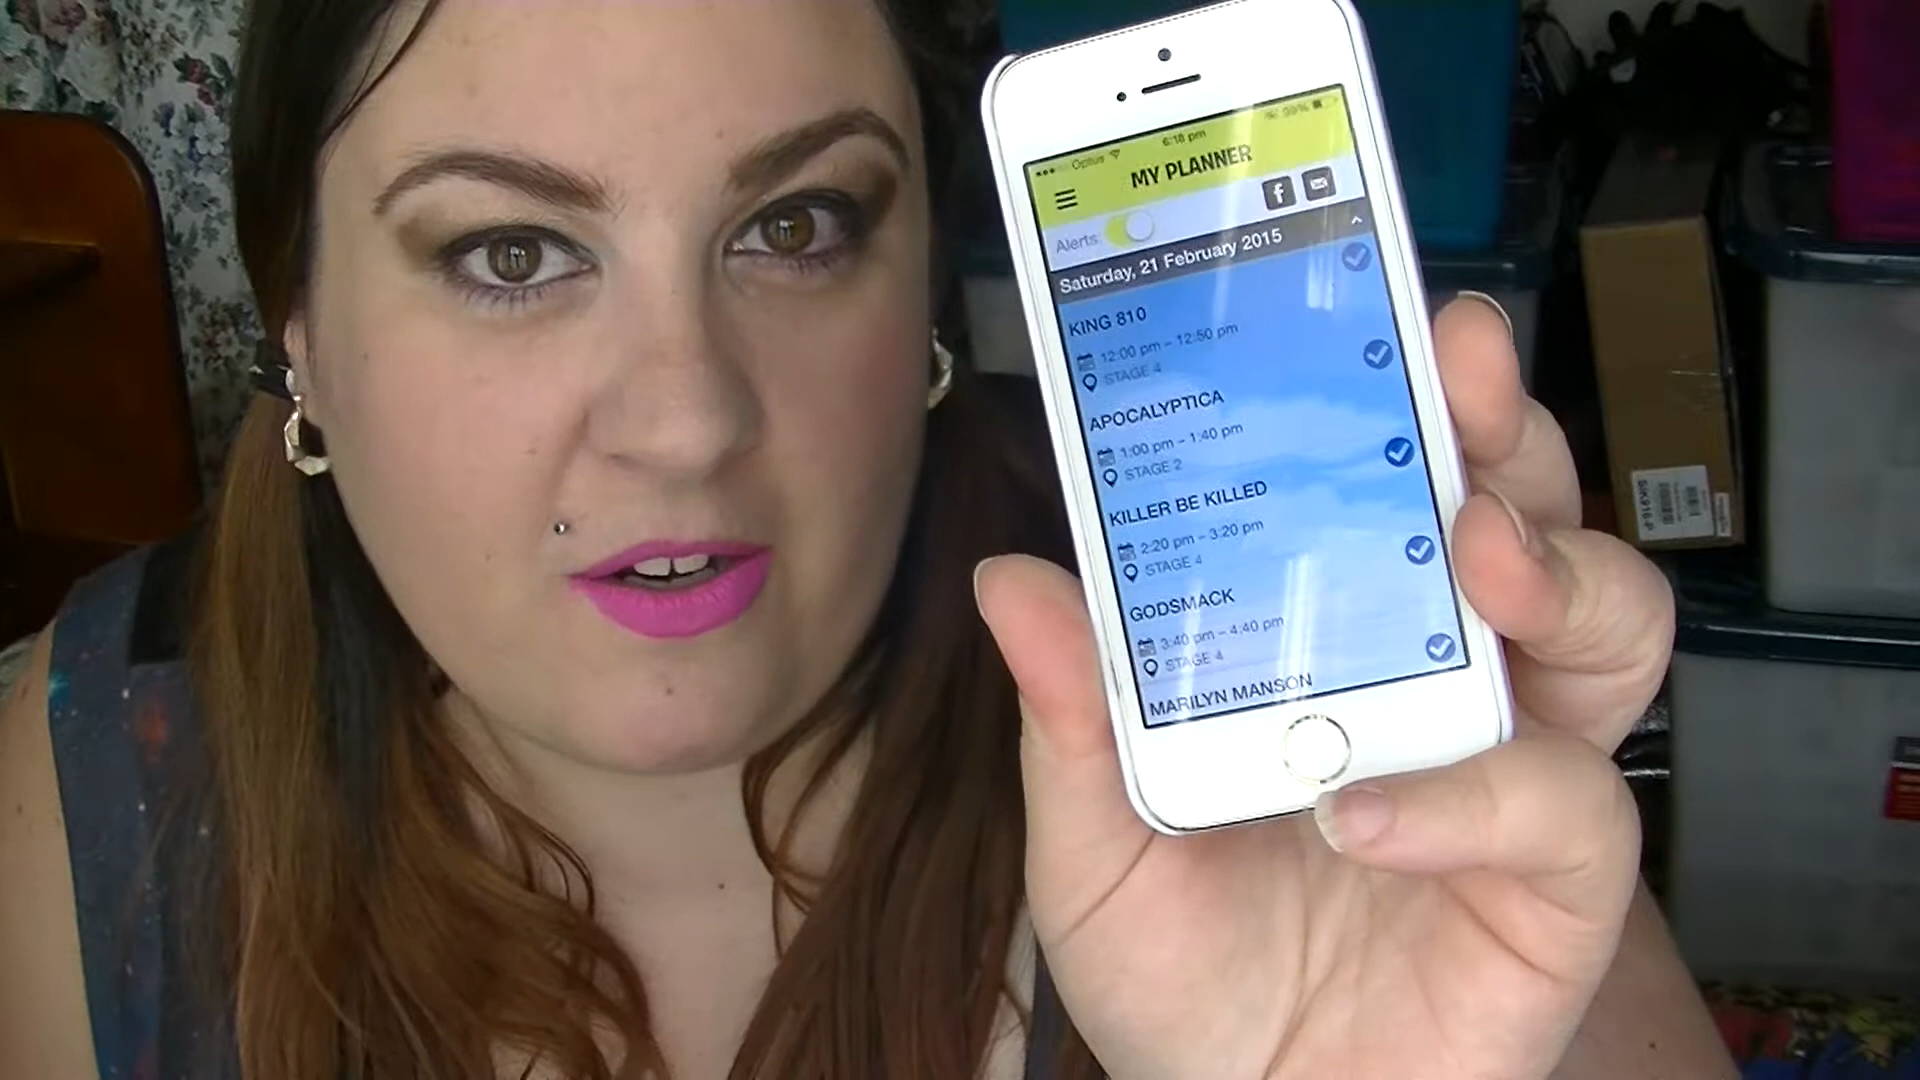 Optus 6:18 pm 99%
MY PLANNER
Alerts:
Saturday, 21 February 2015
KING 810
12:00 pm – 12:50 pm
STAGE 4
APOCALYPTICA
1:00 pm – 1:40 pm
STAGE 2
KILLER BE KILLED
2:20 pm – 3:20 pm
STAGE 4
GODSMACK
3:40 pm – 4:40 pm
STAGE 4
MARILYN MANSON